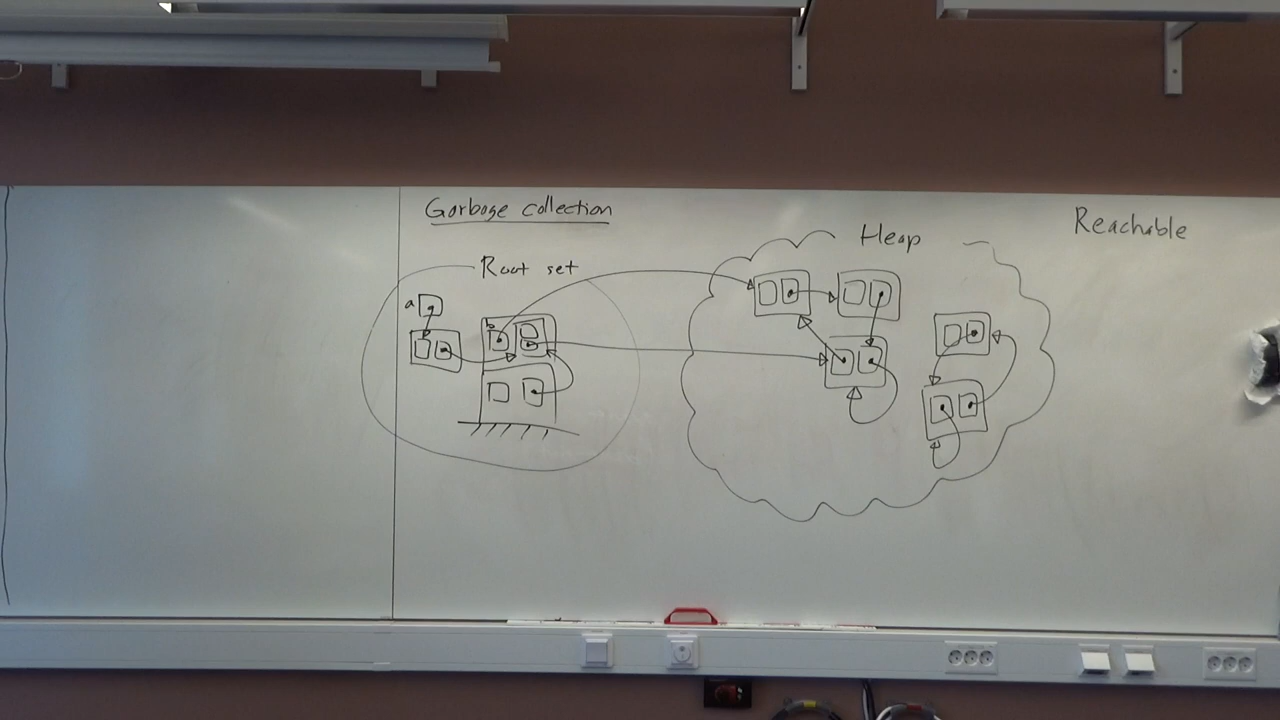 Garbage collection
Root set
Heap
Reachable
a
b